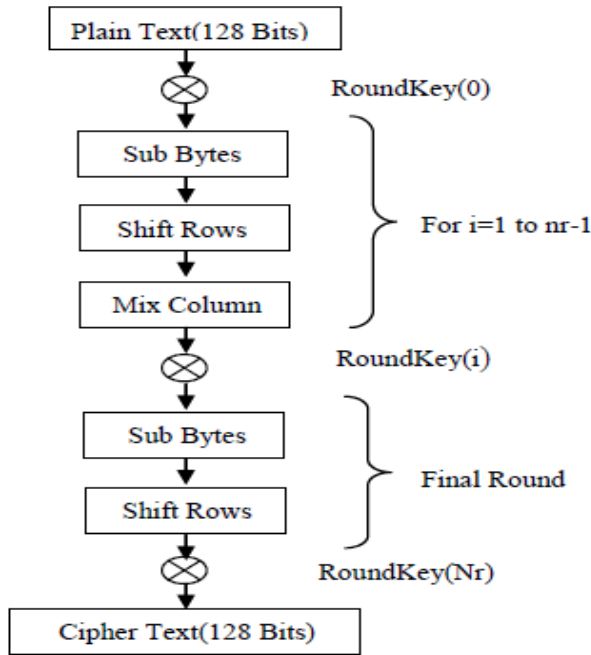 Plain Text(128 Bits)
RoundKey(0)
Sub Bytes
Shift Rows
For i=1 to nr-1
Mix Column
RoundKey(i)
Sub Bytes
Final Round
Shift Rows
RoundKey(Nr)
Cipher Text(128 Bits)